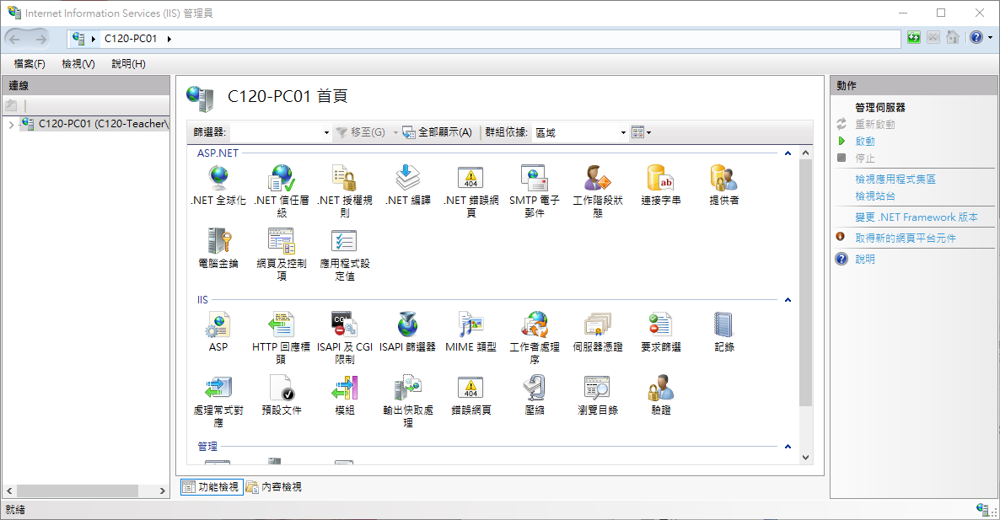 Internet Information Services (IIS) 管理員
C120-PC01
檔案(F) 檢視(V) 說明(H)
連線
C120-PC01 (C120-Teacher\
C120-PC01 首頁
篩選器: 移至(G) 全部顯示(A) 群組依據: 區域
ASP.NET
.NET 全球化
.NET 信任層
級
.NET 授權規
則
.NET 編譯
404
.NET 錯誤網
頁
SMTP 電子
郵件
工作階段狀
態
ab
連接字串
提供者
電腦金鑰
網頁及控制
項
應用程式設
定值
IIS
ASP
HTTP 回應標
頭
CGI
ISAPI 及 CGI
限制
ISAPI 篩選器
MIME 類型
工作者處理
序
伺服器憑證
要求篩選
記錄
處理常式對
應
預設文件
模組
輸出快取處
理
404
錯誤網頁
壓縮
瀏覽目錄
驗證
管理
功能檢視 內容檢視
動作
管理伺服器
重新啟動
啟動
停止
檢視應用程式集區
檢視站台
變更 .NET Framework 版本
取得新的網頁平台元件
說明
就緒